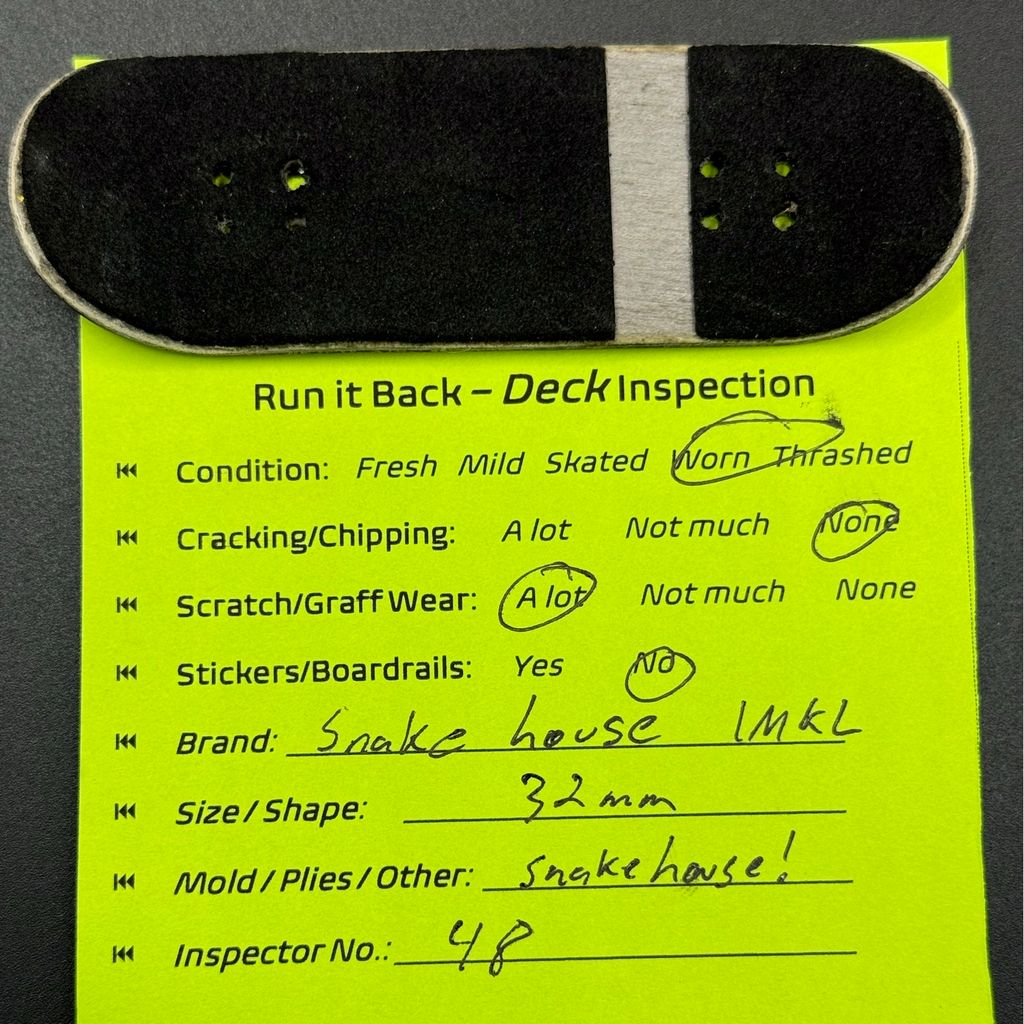 Run it Back – Deck Inspection
Condition: Fresh Mild Skated Worn Thrashed
Cracking/Chipping: A lot Not much None
Scratch/Graff Wear: A lot Not much None
Stickers/Boardrails: Yes No
Brand: Snake house IMKL
Size / Shape: 32mm
Mold / Plies / Other: Snakehouse!
Inspector No.: 48